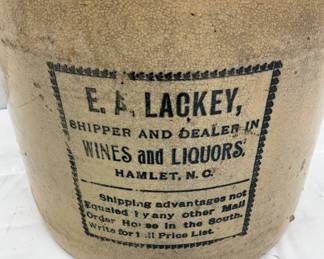 E. A. LACKEY,
SHIPPER AND DEALER IN
WINES and LIQUORS,
HAMLET, N.C.
Shipping advantages not
Equaled by any other Mail
Order House in the South.
Write for full Price List.